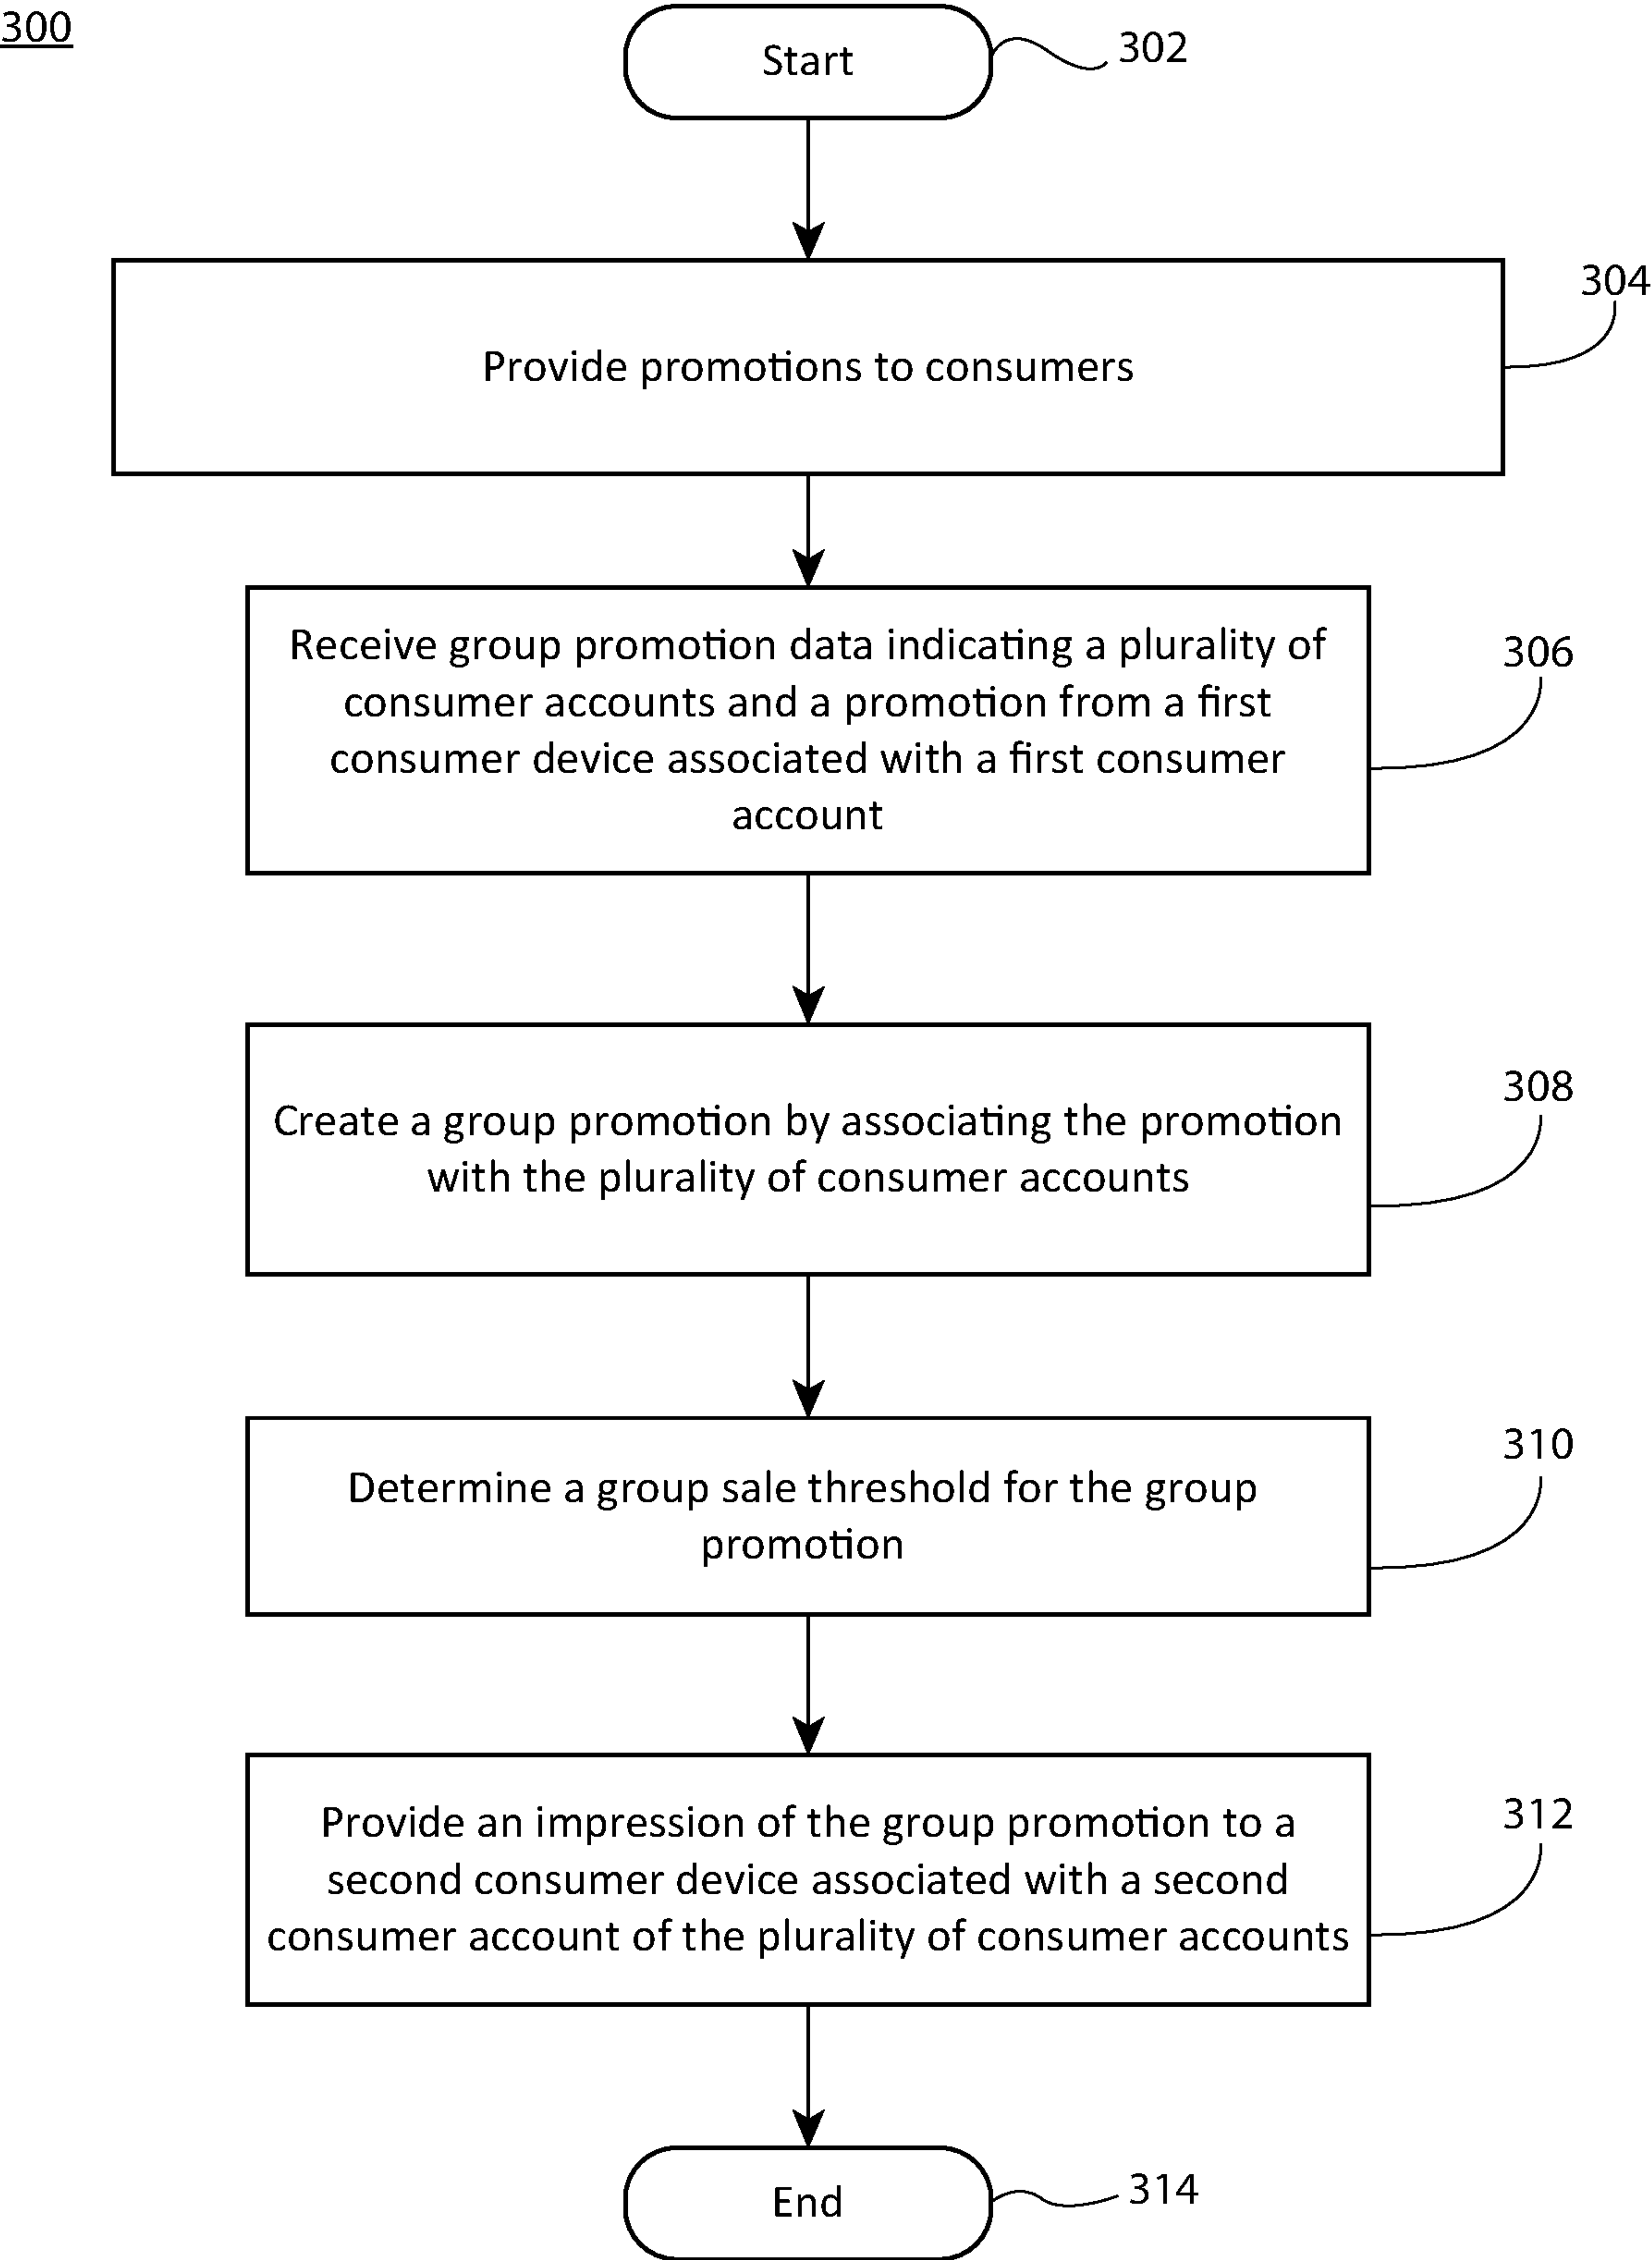 300
Start
302
304
Provide promotions to consumers
Receive group promotion data indicating a plurality of
consumer accounts and a promotion from a first
consumer device associated with a first consumer
account
306
Create a group promotion by associating the promotion
with the plurality of consumer accounts
308
Determine a group sale threshold for the group
promotion
310
Provide an impression of the group promotion to a
second consumer device associated with a second
consumer account of the plurality of consumer accounts
312
End
314